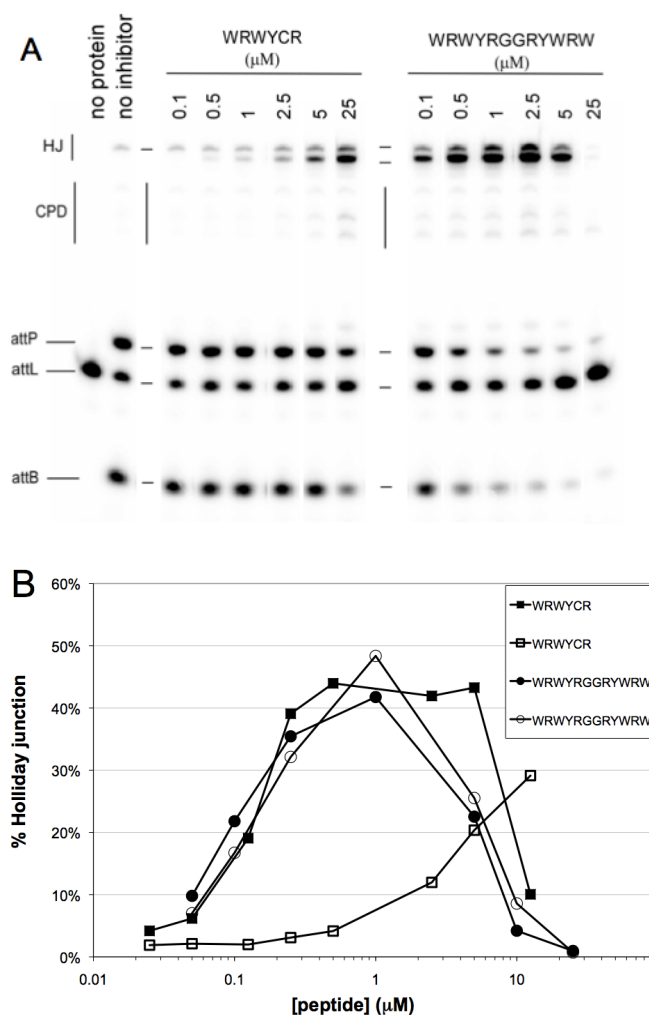 A
no protein
no inhibitor
WRWYCR
(µM)
0.1 0.5 1 2.5 5 25
WRWYRGGRYWRW
(µM)
0.1 0.5 1 2.5 5 25
HJ
CPD
attP
attL
attB
B
60%
50%
40%
30%
20%
10%
0%
% Holliday junction
0.01 0.1 1 10
[peptide] (µM)
WRWYCR
WRWYCR
WRWYRGGRYWRW
WRWYRGGRYWRW